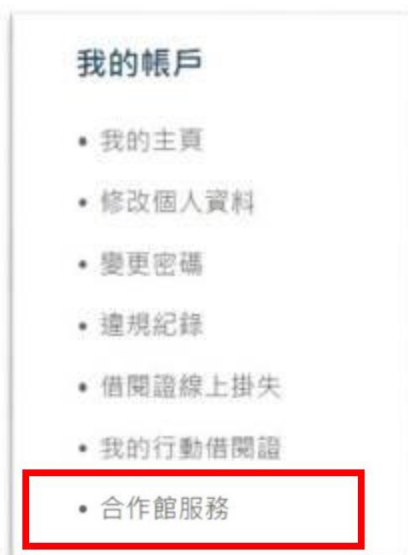 我的帳戶
• 我的主頁
• 修改個人資料
• 變更密碼
• 違規紀錄
• 借閱證線上掛失
• 我的行動借閱證
• 合作館服務